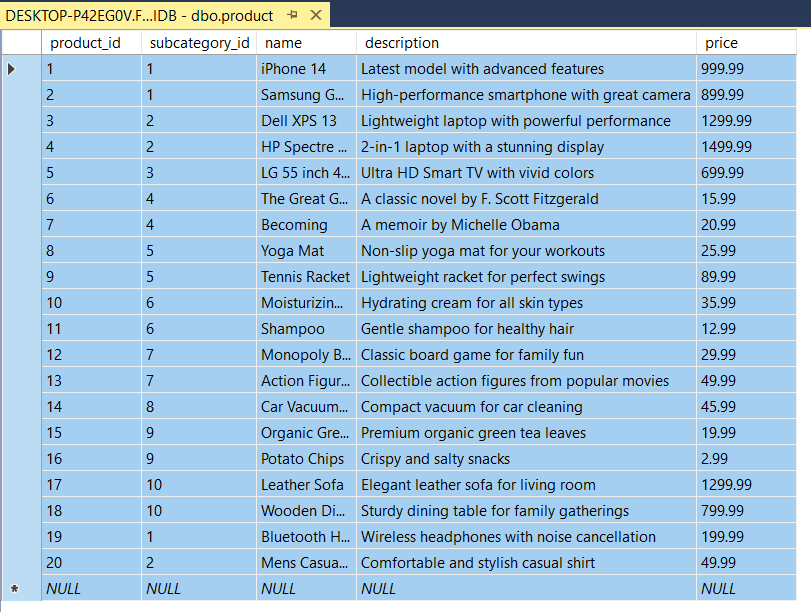 DESKTOP-P42EG0V.F...IDB - dbo.product
product_id subcategory_id name description price
1 1 iPhone 14 Latest model with advanced features 999.99
2 1 Samsung G... High-performance smartphone with great camera 899.99
3 2 Dell XPS 13 Lightweight laptop with powerful performance 1299.99
4 2 HP Spectre ... 2-in-1 laptop with a stunning display 1499.99
5 3 LG 55 inch 4... Ultra HD Smart TV with vivid colors 699.99
6 4 The Great G... A classic novel by F. Scott Fitzgerald 15.99
7 4 Becoming A memoir by Michelle Obama 20.99
8 5 Yoga Mat Non-slip yoga mat for your workouts 25.99
9 5 Tennis Racket Lightweight racket for perfect swings 89.99
10 6 Moisturizin... Hydrating cream for all skin types 35.99
11 6 Shampoo Gentle shampoo for healthy hair 12.99
12 7 Monopoly B... Classic board game for family fun 29.99
13 7 Action Figur... Collectible action figures from popular movies 49.99
14 8 Car Vacuum... Compact vacuum for car cleaning 45.99
15 9 Organic Gre... Premium organic green tea leaves 19.99
16 9 Potato Chips Crispy and salty snacks 2.99
17 10 Leather Sofa Elegant leather sofa for living room 1299.99
18 10 Wooden Di... Sturdy dining table for family gatherings 799.99
19 1 Bluetooth H... Wireless headphones with noise cancellation 199.99
20 2 Mens Casua... Comfortable and stylish casual shirt 49.99
NULL NULL NULL NULL NULL